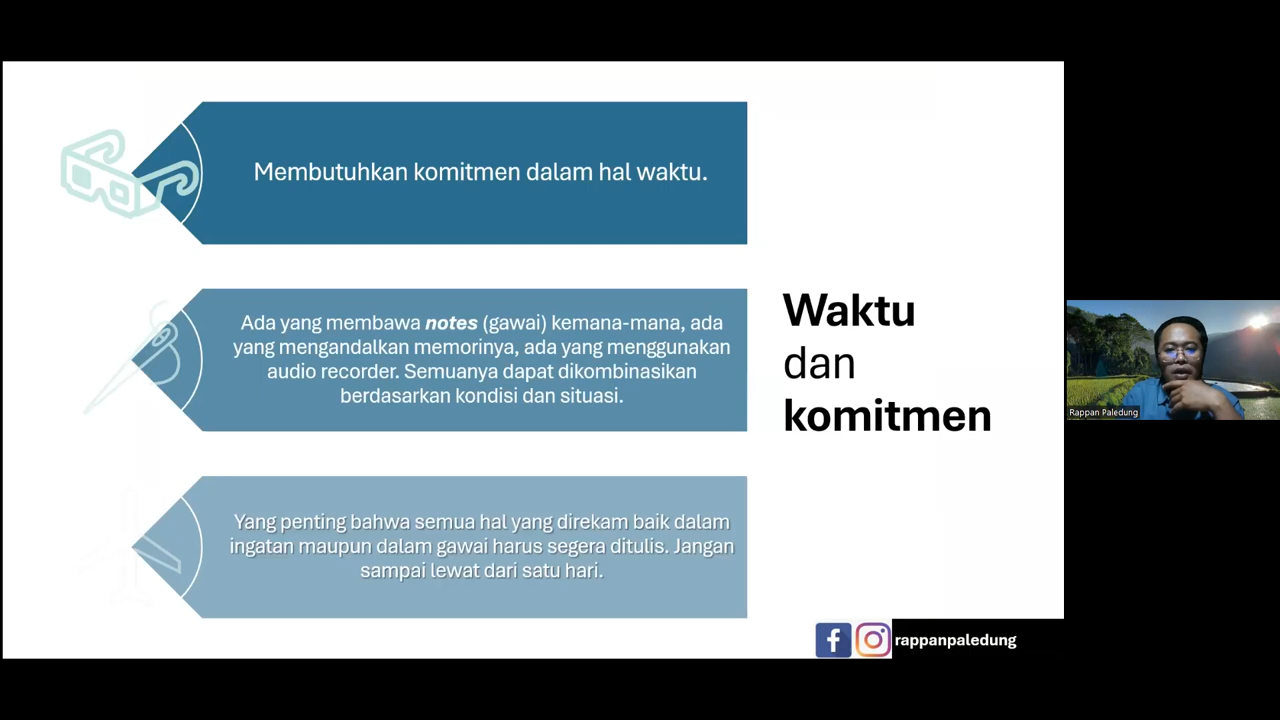 Membutuhkan komitmen dalam hal waktu.
Ada yang membawa notes (gawai) kemana-mana, ada
yang mengandalkan memorinya, ada yang menggunakan
audio recorder. Semuanya dapat dikombinasikan
berdasarkan kondisi dan situasi.
Yang penting bahwa semua hal yang direkam baik dalam
ingatan maupun dalam gawai harus segera ditulis. Jangan
sampai lewat dari satu hari.
Waktu
dan
komitmen
rappanpaledung
Rappan Paledung